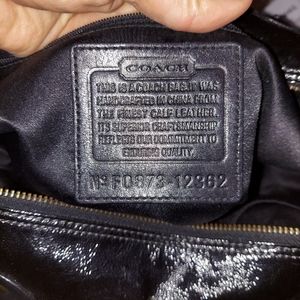 COACH
THIS IS A COACH BAG. IT WAS
HANDCRAFTED IN CHINA FROM
THE FINEST CALF LEATHER.
ITS SUPERIOR CRAFTSMANSHIP
REFLECTS OUR COMMITMENT TO
ENDURING QUALITY.
Nº F0973-12362